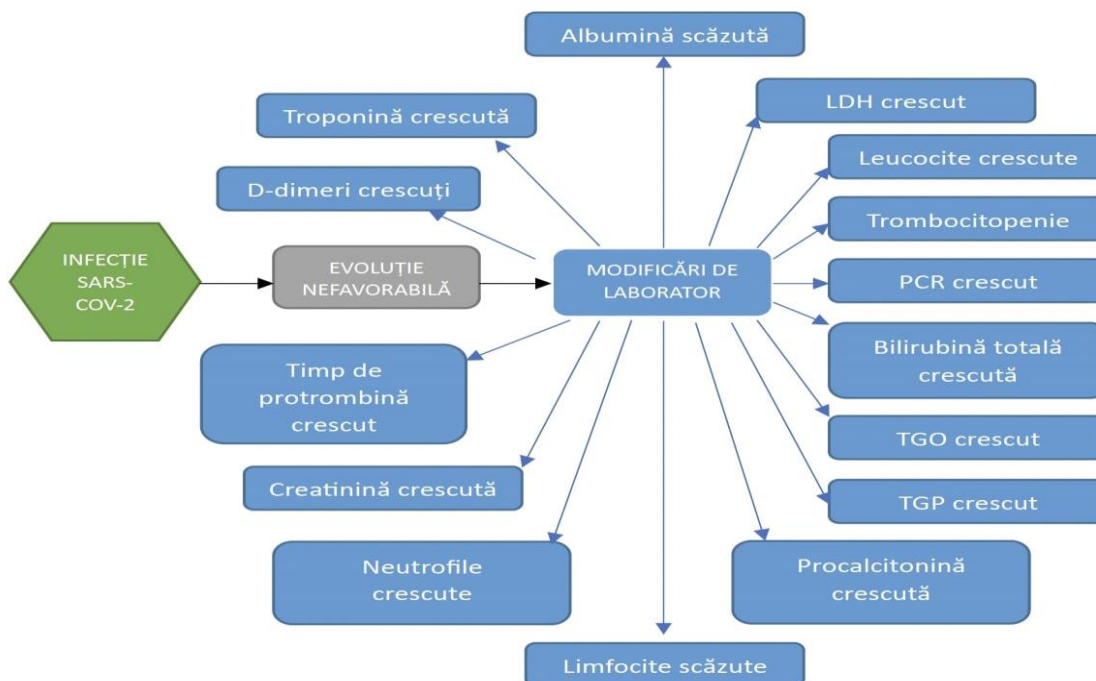 Albumină scăzută
Troponină crescută
LDH crescut
D-dimeri crescuți
Leucocite crescute
Trombocitopenie
INFECȚIE
SARS-
COV-2
EVOLUȚIE
NEFAVORABILĂ
MODIFICĂRI DE
LABORATOR
PCR crescut
Timp de
protrombină
crescut
Bilirubină totală
crescută
TGO crescut
Creatinină crescută
TGP crescut
Neutrofile
crescute
Procalcitonină
crescută
Limfocite scăzute